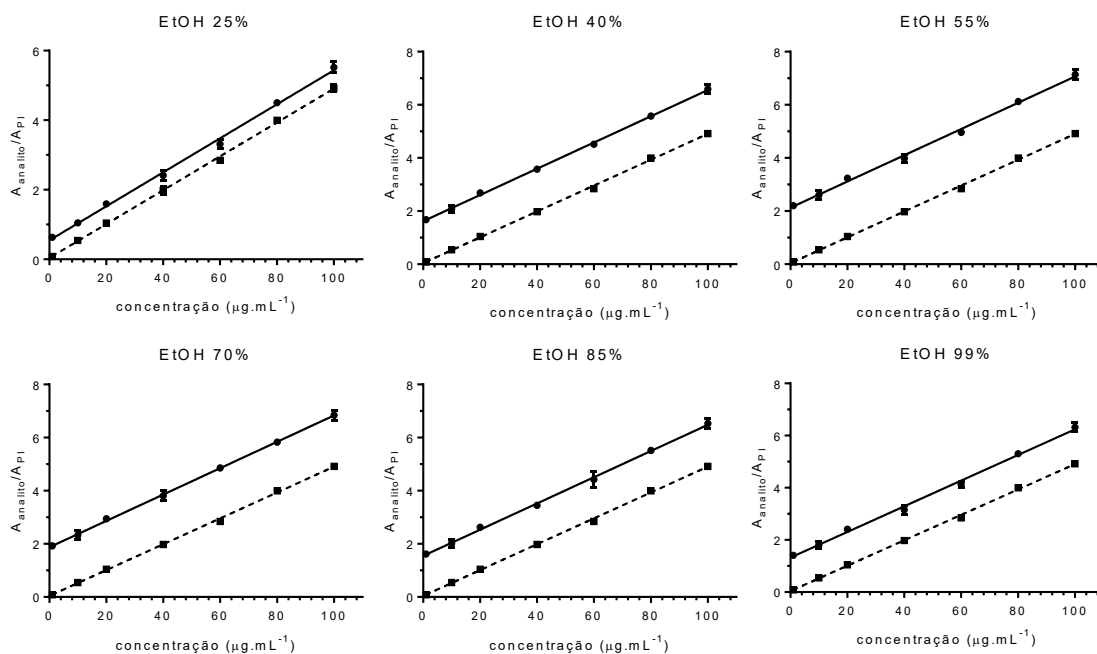 EtOH 25%
6
4
2
0
A analito/A PI
0 20 40 60 80 100
concentração (μg.mL-1)
EtOH 40%
8
6
4
2
0
A analito/A PI
0 20 40 60 80 100
concentração (μg.mL-1)
EtOH 55%
8
6
4
2
0
A analito/A PI
0 20 40 60 80 100
concentração (μg.mL-1)
EtOH 70%
8
6
4
2
0
A analito/A PI
0 20 40 60 80 100
concentração (μg.mL-1)
EtOH 85%
8
6
4
2
0
A analito/A PI
0 20 40 60 80 100
concentração (μg.mL-1)
EtOH 99%
8
6
4
2
0
A analito/A PI
0 20 40 60 80 100
concentração (μg.mL-1)